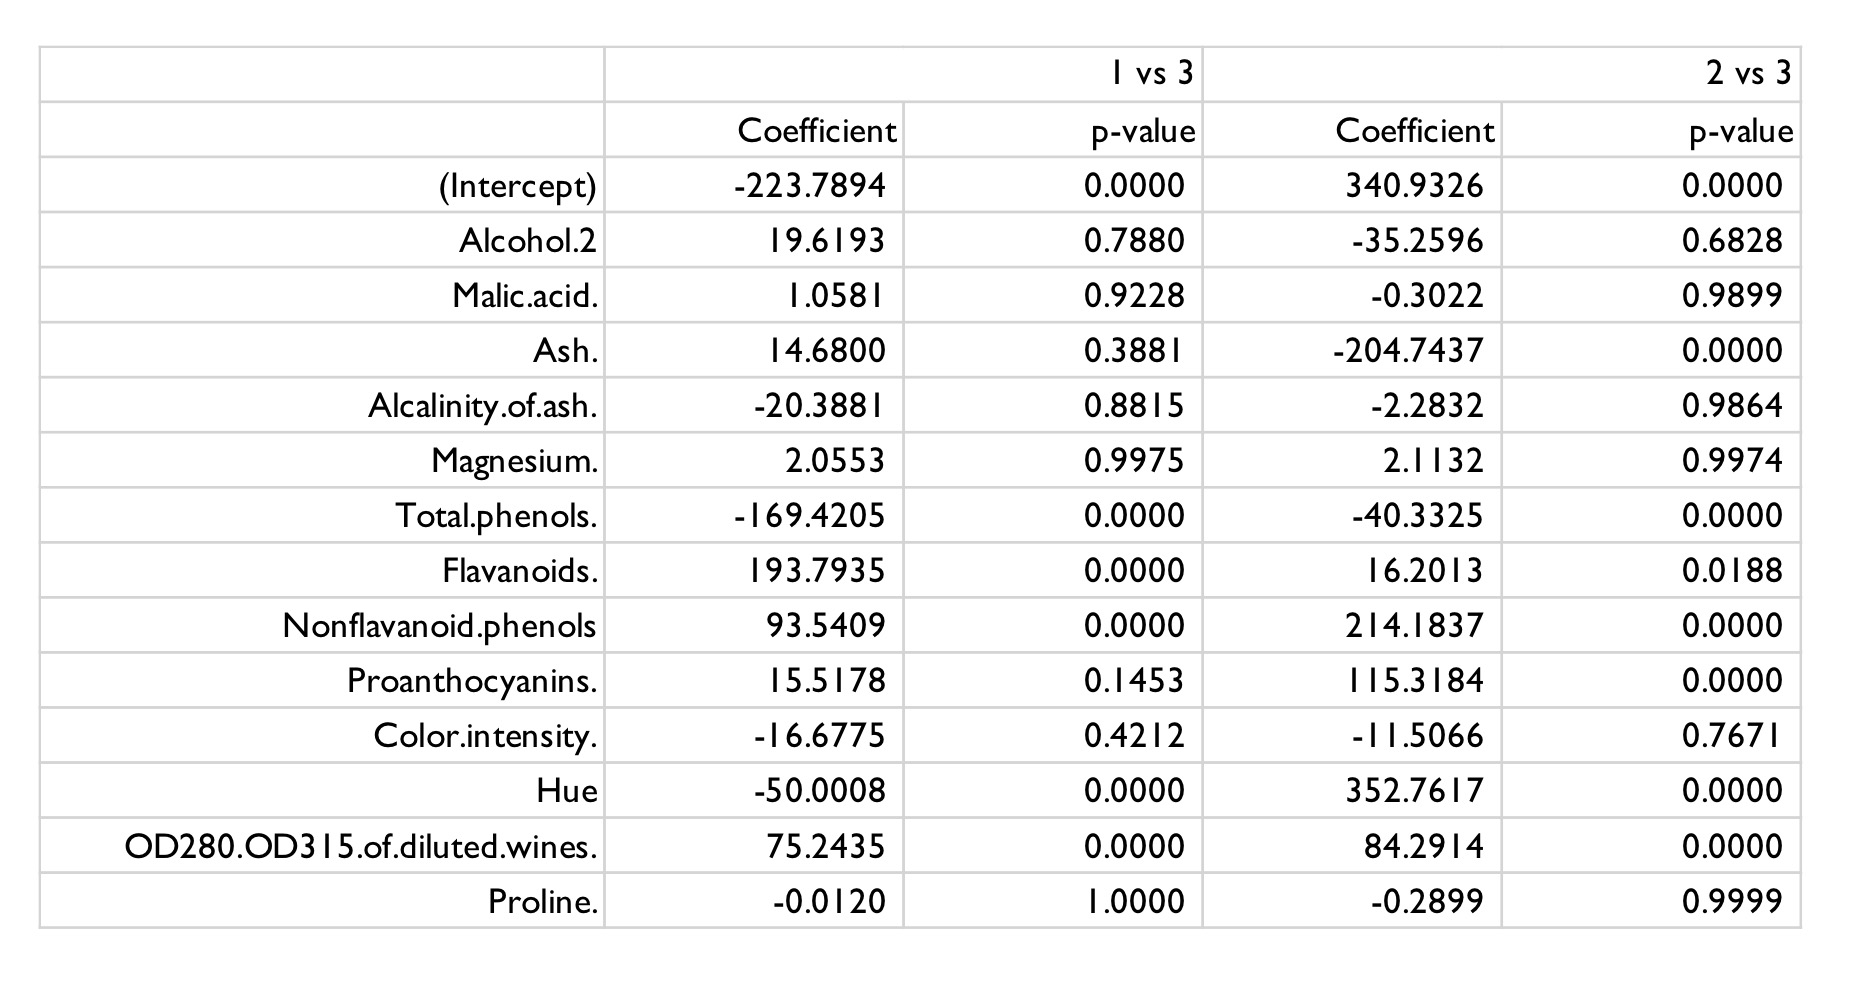 1 vs 3 2 vs 3
Coefficient p-value Coefficient p-value
(Intercept) -223.7894 0.0000 340.9326 0.0000
Alcohol.2 19.6193 0.7880 -35.2596 0.6828
Malic.acid. 1.0581 0.9228 -0.3022 0.9899
Ash. 14.6800 0.3881 -204.7437 0.0000
Alcalinity.of.ash. -20.3881 0.8815 -2.2832 0.9864
Magnesium. 2.0553 0.9975 2.1132 0.9974
Total.phenols. -169.4205 0.0000 -40.3325 0.0000
Flavanoids. 193.7935 0.0000 16.2013 0.0188
Nonflavanoid.phenols 93.5409 0.0000 214.1837 0.0000
Proanthocyanins. 15.5178 0.1453 115.3184 0.0000
Color.intensity. -16.6775 0.4212 -11.5066 0.7671
Hue -50.0008 0.0000 352.7617 0.0000
OD280.OD315.of.diluted.wines. 75.2435 0.0000 84.2914 0.0000
Proline. -0.0120 1.0000 -0.2899 0.9999